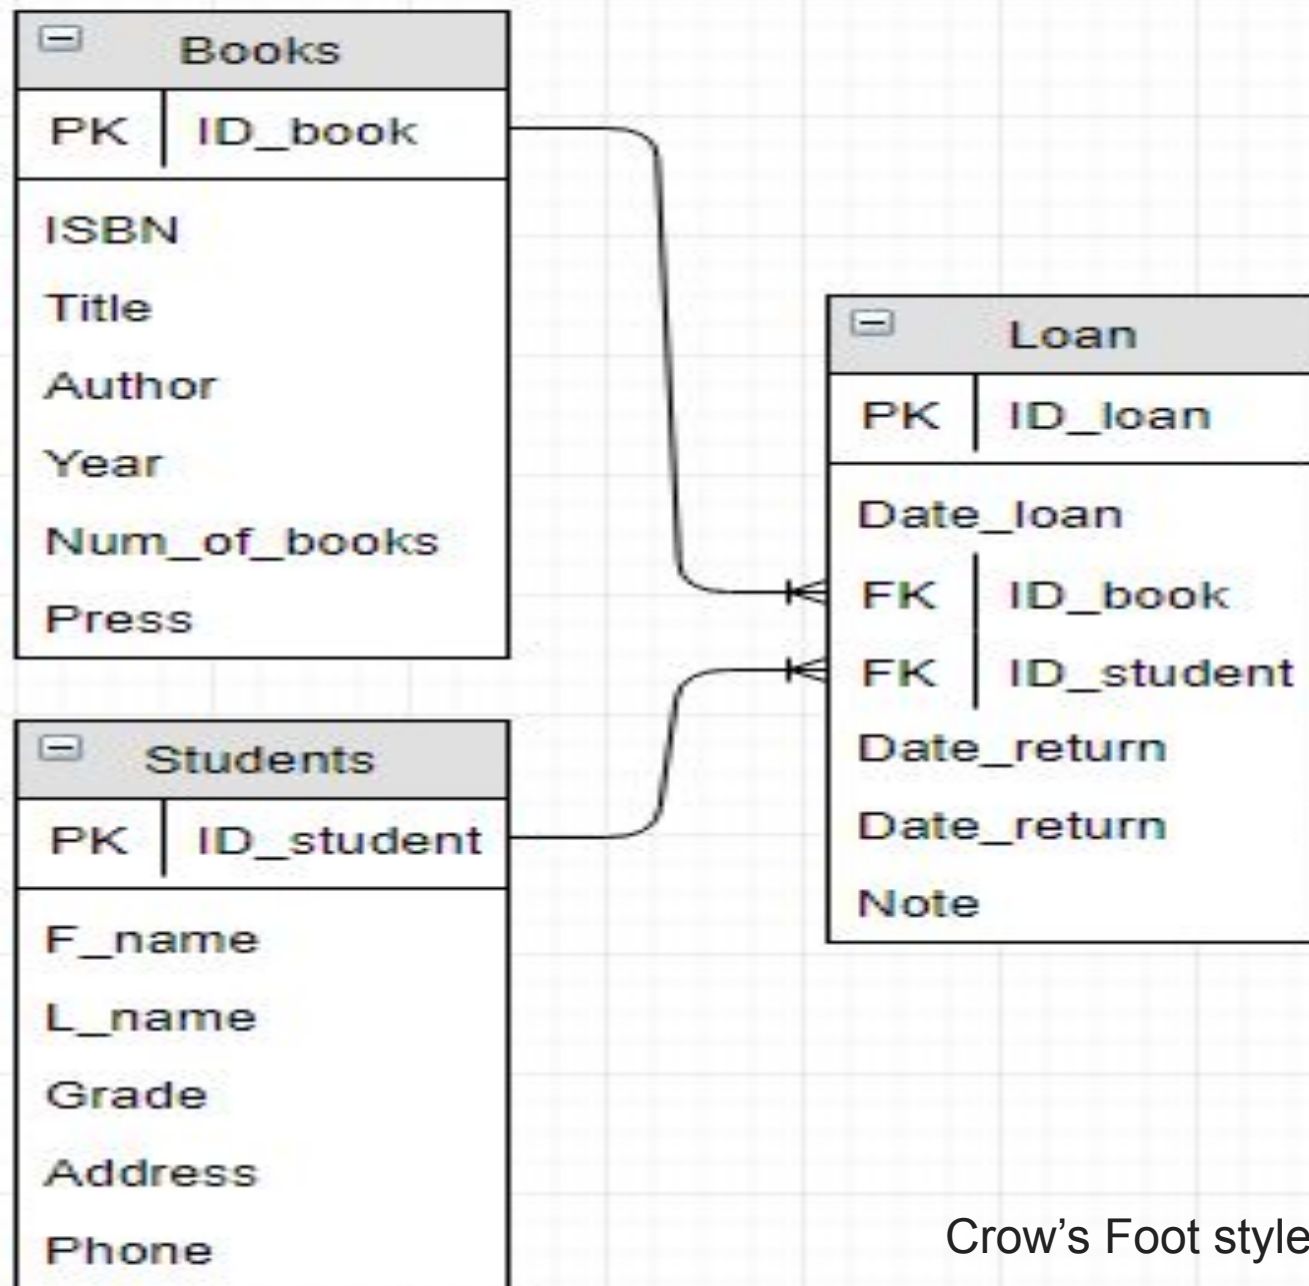 Books
PK ID_book
ISBN
Title
Author
Year
Num_of_books
Press
Students
PK ID_student
F_name
L_name
Grade
Address
Phone
Loan
PK ID_loan
Date_loan
FK ID_book
FK ID_student
Date_return
Date_return
Note
Crow’s Foot style